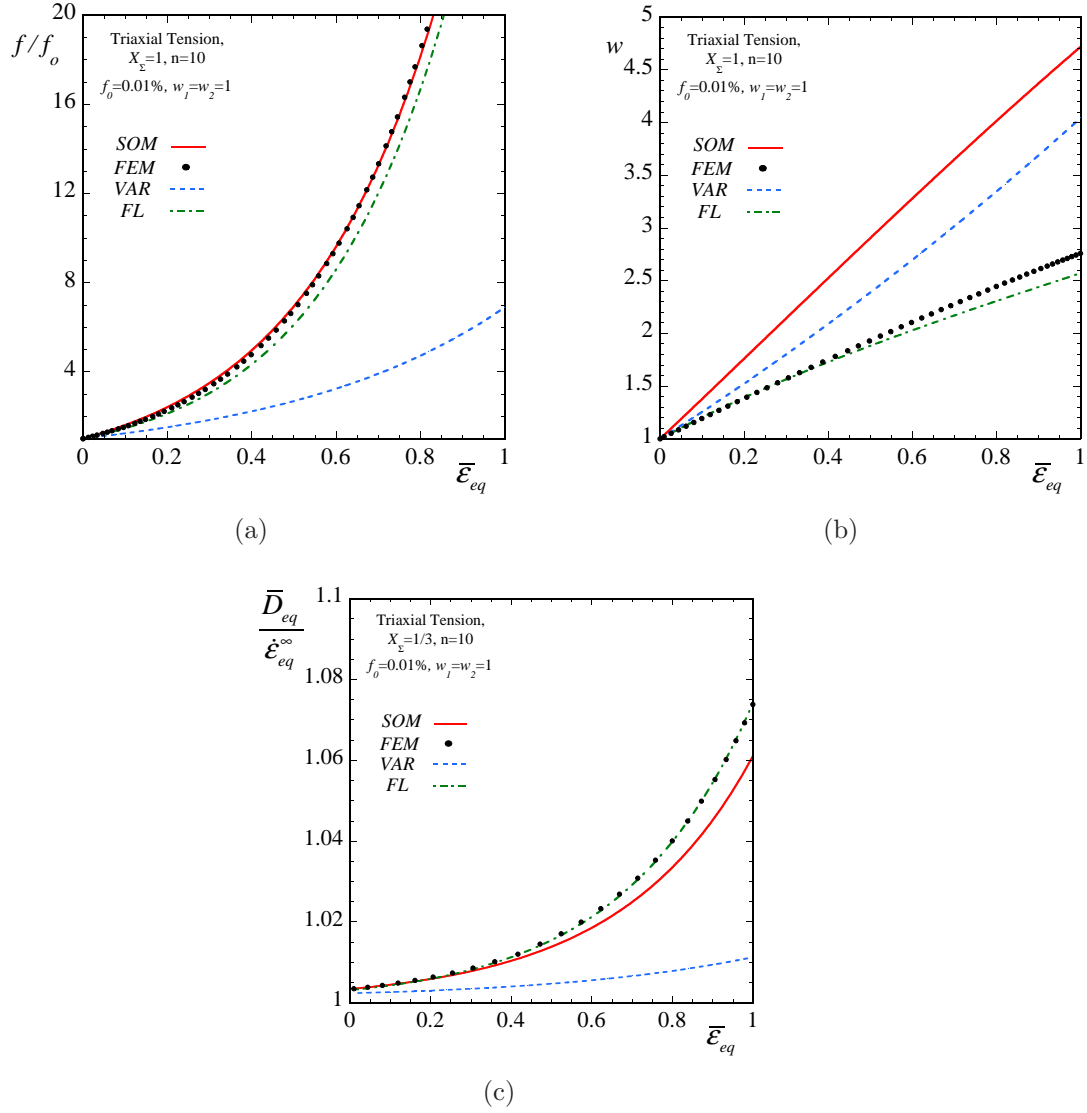 f/f_o
20
16
12
8
4
Triaxial Tension,
X_Σ=1, n=10
f_0=0.01%, w_1=w_2=1
SOM
FEM
VAR
FL
0 0.2 0.4 0.6 0.8 1
ε̅_eq
(a)
w
5
4.5
4
3.5
3
2.5
2
1.5
1
Triaxial Tension,
X_Σ=1, n=10
f_0=0.01%, w_1=w_2=1
SOM
FEM
VAR
FL
0 0.2 0.4 0.6 0.8 1
ε̅_eq
(b)
D̅_eq
ε̇_eq^∞
1.1
1.08
1.06
1.04
1.02
1
Triaxial Tension,
X_Σ=1/3, n=10
f_0=0.01%, w_1=w_2=1
SOM
FEM
VAR
FL
0 0.2 0.4 0.6 0.8 1
ε̅_eq
(c)